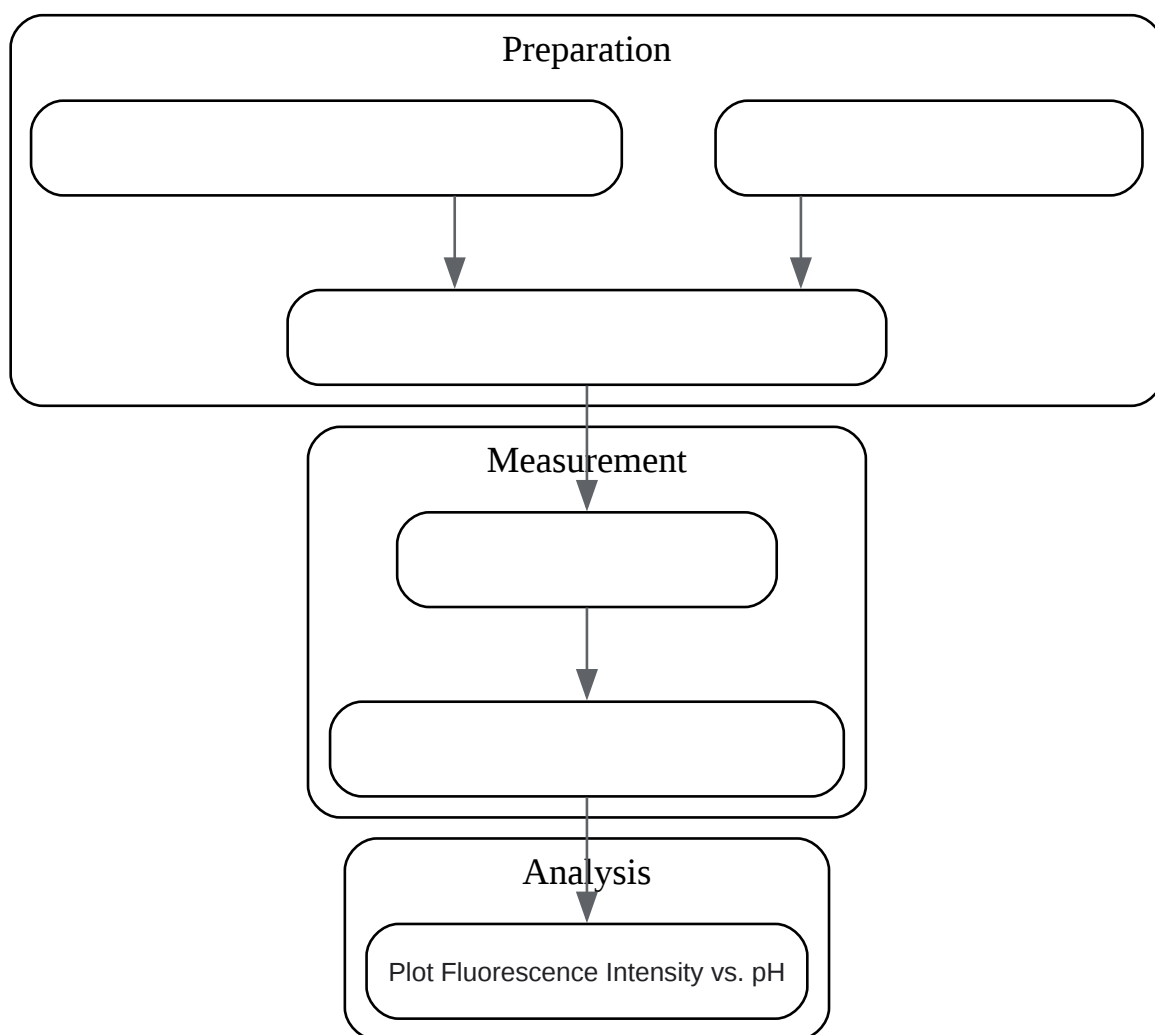 Preparation
Measurement
Analysis
Plot Fluorescence Intensity vs. pH